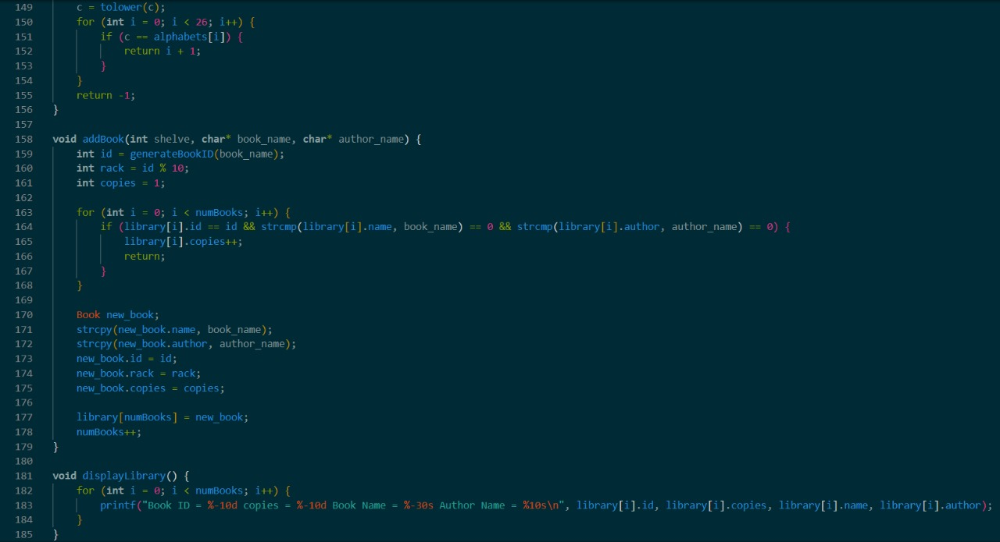 149 c = tolower(c);
150 for (int i = 0; i < 26; i++) {
151 if (c == alphabets[i]) {
152 return i + 1;
153 }
154 }
155 return -1;
156 }
157
158 void addBook(int shelve, char* book_name, char* author_name) {
159 int id = generateBookID(book_name);
160 int rack = id % 10;
161 int copies = 1;
162
163 for (int i = 0; i < numBooks; i++) {
164 if (library[i].id == id && strcmp(library[i].name, book_name) == 0 && strcmp(library[i].author, author_name) == 0) {
165 library[i].copies++;
166 return;
167 }
168 }
169
170 Book new_book;
171 strcpy(new_book.name, book_name);
172 strcpy(new_book.author, author_name);
173 new_book.id = id;
174 new_book.rack = rack;
175 new_book.copies = copies;
176
177 library[numBooks] = new_book;
178 numBooks++;
179 }
180
181 void displayLibrary() {
182 for (int i = 0; i < numBooks; i++) {
183 printf("Book ID = %-10d copies = %-10d Book Name = %-30s Author Name = %10s\n", library[i].id, library[i].copies, library[i].name, library[i].author);
184 }
185 }